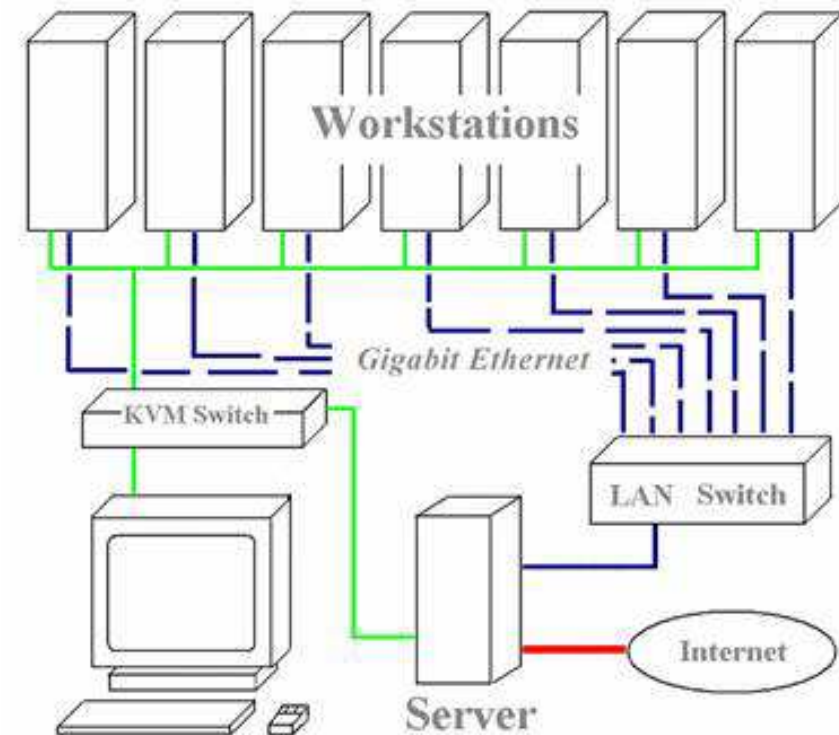 Workstations
Gigabit Ethernet
KVM Switch
LAN Switch
Internet
Server